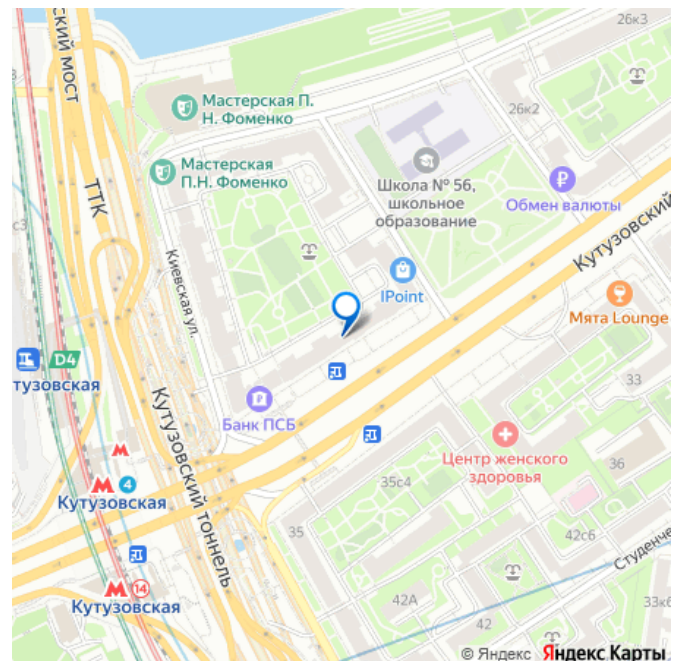 26к3
ский мост
Мастерская П.
Н. Фоменко
26к2
ТТК
Мастерская
П.Н. Фоменко
Школа № 56,
школьное
образование
₽
Обмен валюты
с3
Киевская ул.
Кутузовский
IPoint
Мята Lounge
D4
тузовская
33
Банк ПСБ
Кутузовский тоннель
Центр женского
здоровья
36
М
35с4
М 4
Кутузовская
35
42с6
Студенче
М 14
Кутузовская
42А
42
33к6
© Яндекс Яндекс Карты